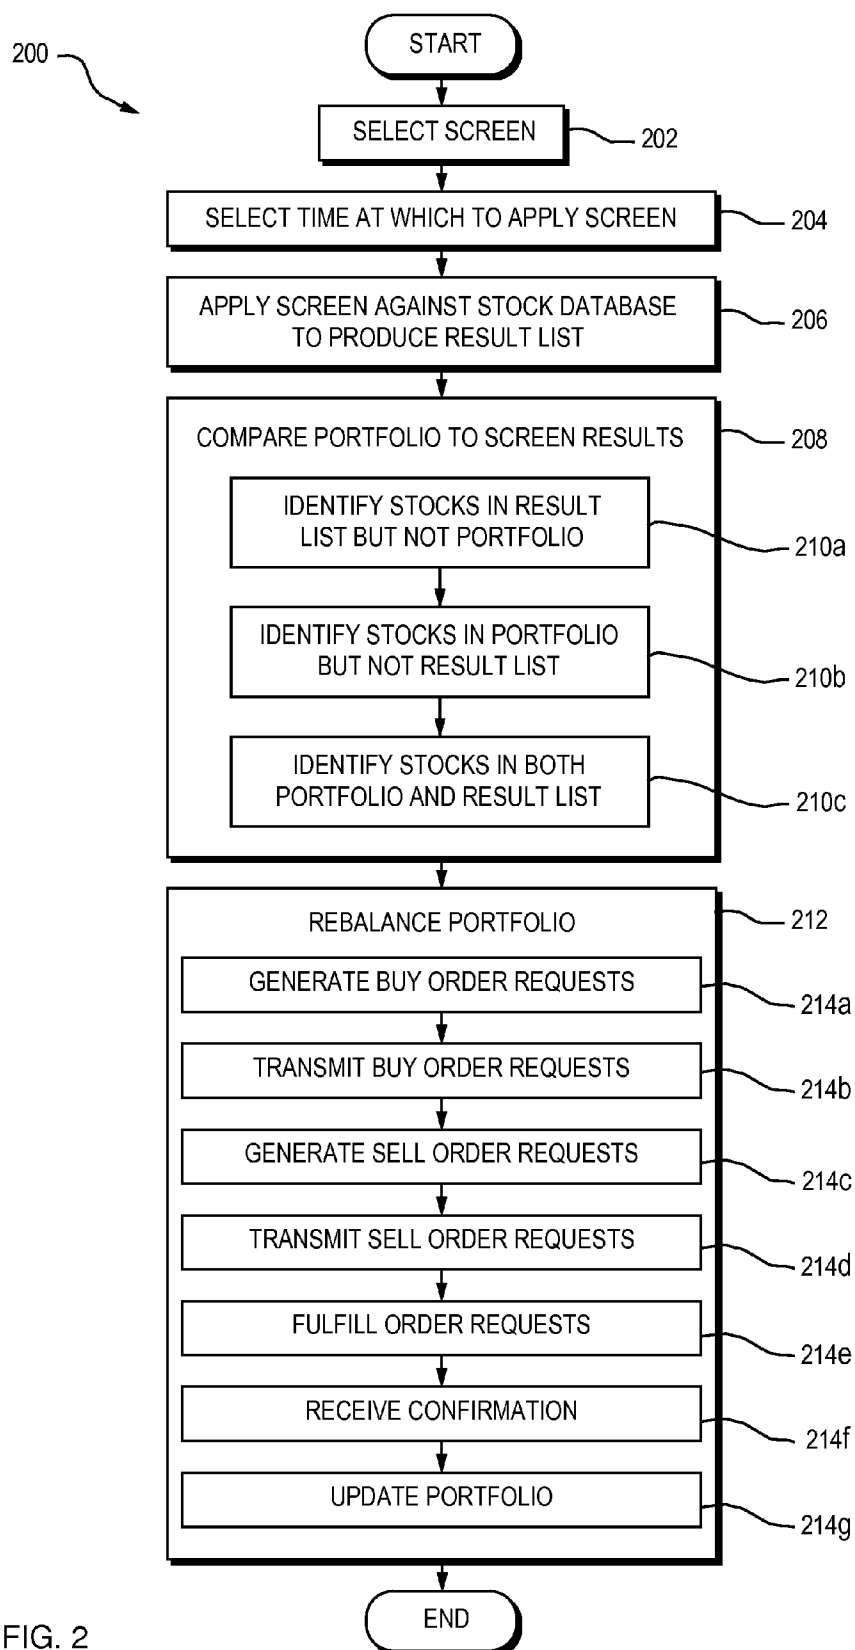 START
200
SELECT SCREEN
202
SELECT TIME AT WHICH TO APPLY SCREEN
204
APPLY SCREEN AGAINST STOCK DATABASE
TO PRODUCE RESULT LIST
206
COMPARE PORTFOLIO TO SCREEN RESULTS
208
IDENTIFY STOCKS IN RESULT
LIST BUT NOT PORTFOLIO
210a
IDENTIFY STOCKS IN PORTFOLIO
BUT NOT RESULT LIST
210b
IDENTIFY STOCKS IN BOTH
PORTFOLIO AND RESULT LIST
210c
REBALANCE PORTFOLIO
212
GENERATE BUY ORDER REQUESTS
214a
TRANSMIT BUY ORDER REQUESTS
214b
GENERATE SELL ORDER REQUESTS
214c
TRANSMIT SELL ORDER REQUESTS
214d
FULFILL ORDER REQUESTS
214e
RECEIVE CONFIRMATION
214f
UPDATE PORTFOLIO
214g
END
FIG. 2